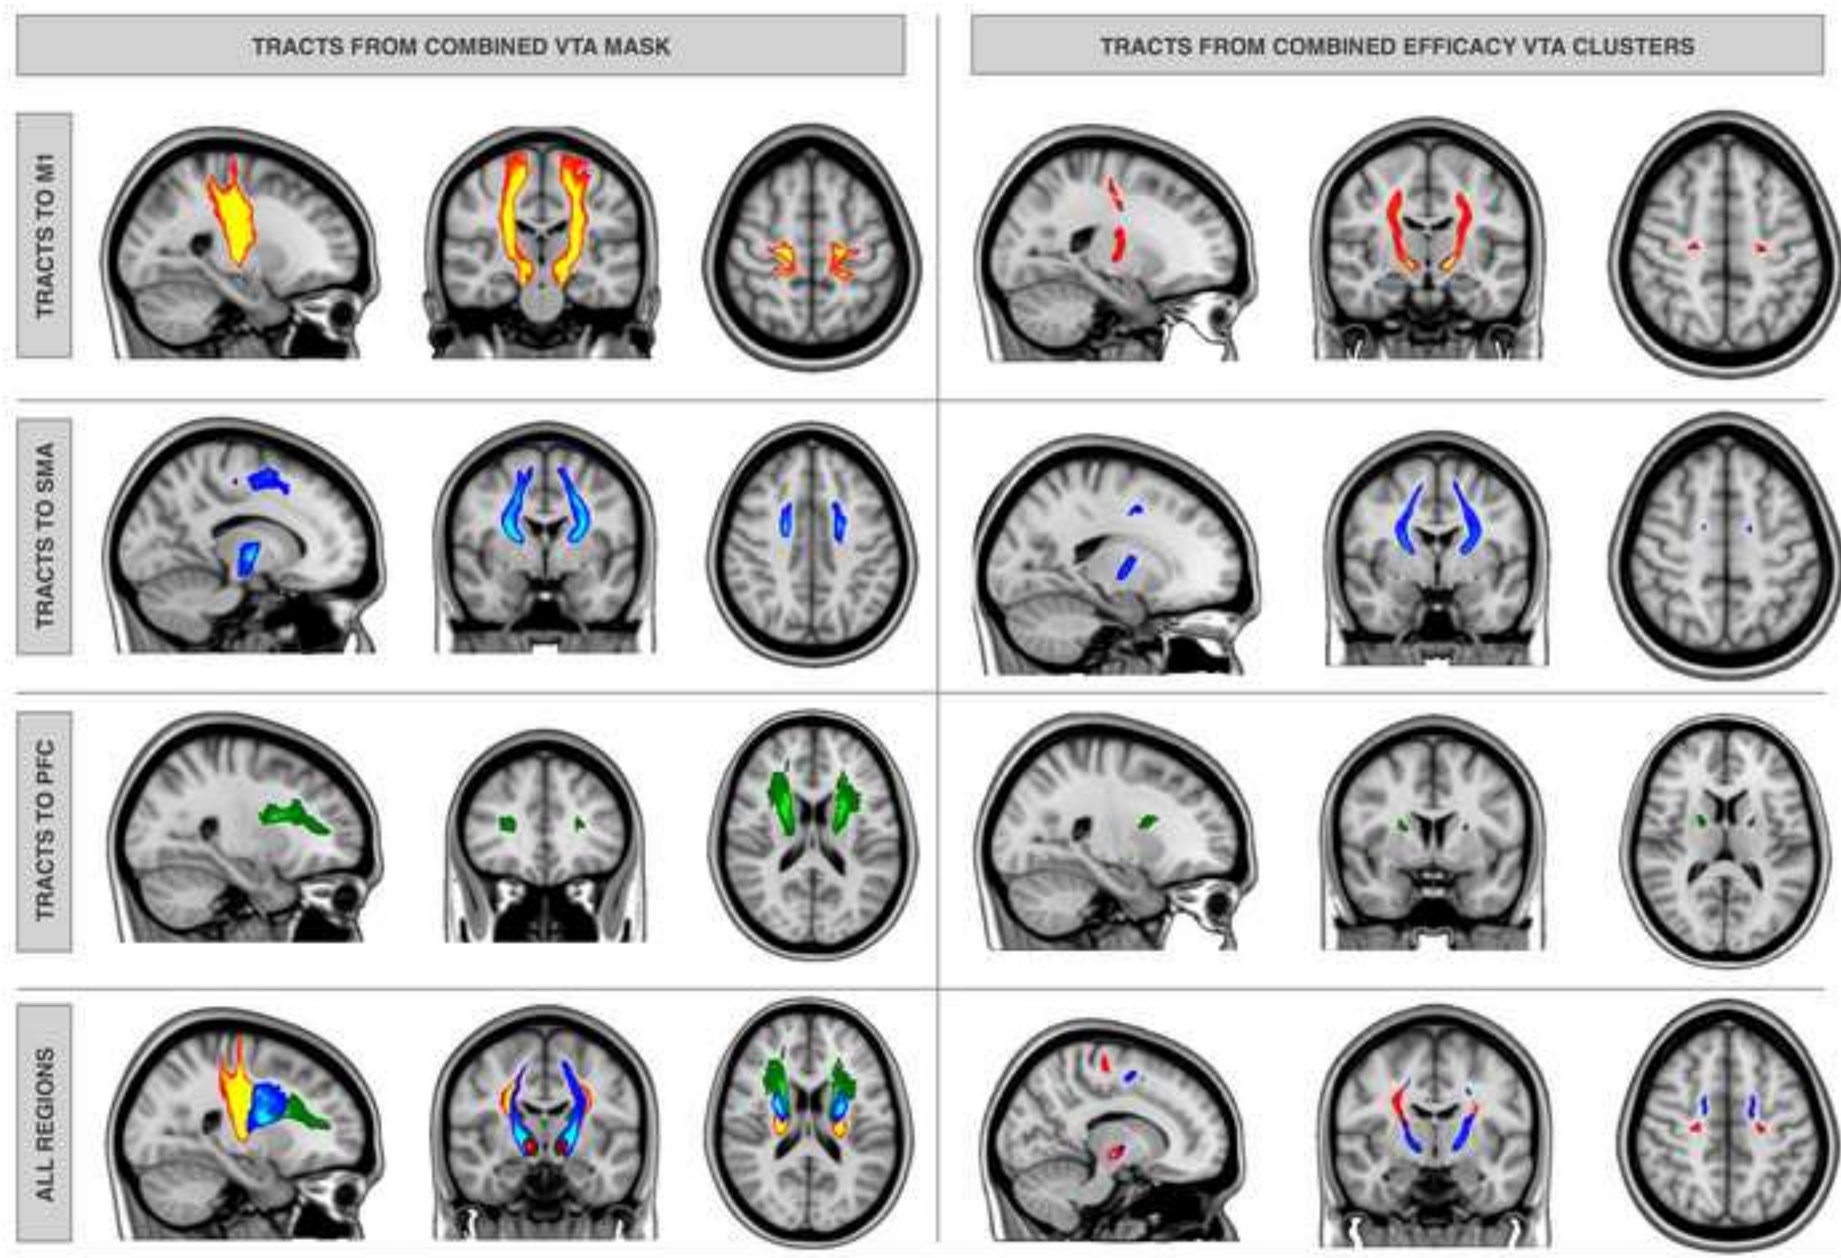 TRACTS FROM COMBINED VTA MASK
TRACTS FROM COMBINED EFFICACY VTA CLUSTERS
TRACTS TO M1
TRACTS TO SMA
TRACTS TO PFC
ALL REGIONS